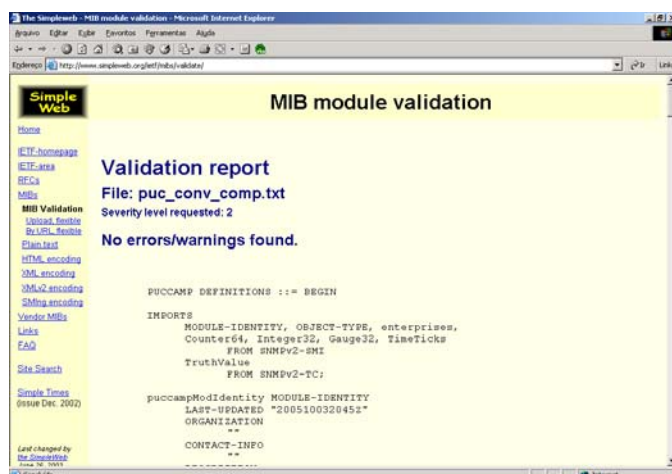 The Simpleweb - MIB module validation - Microsoft Internet Explorer
Arquivo Editar Exibir Favoritos Ferramentas Ajuda
Endereço http://www.simpleweb.org/ietf/mibs/validate/ Ir Links
Simple
Web
MIB module validation
Home
IETF-homepage
IETF-area
RFCs
MIBs
MIB Validation
Upload, flexible
By URL, flexible
Plain text
HTML encoding
XML encoding
XMLv2 encoding
SMIng encoding
Vendor MIBs
Links
FAQ
Site Search
Simple Times
(issue Dec. 2002)
Last changed by
the SimpleWeb
Validation report
File: puc_conv_comp.txt
Severity level requested: 2
No errors/warnings found.
PUCCAMP DEFINITIONS ::= BEGIN
IMPORTS
MODULE-IDENTITY, OBJECT-TYPE, enterprises,
Counter64, Integer32, Gauge32, TimeTicks
FROM SNMPv2-SMI
TruthValue
FROM SNMPv2-TC;
puccampModIdentity MODULE-IDENTITY
LAST-UPDATED "200510032045Z"
ORGANIZATION
""
CONTACT-INFO
""